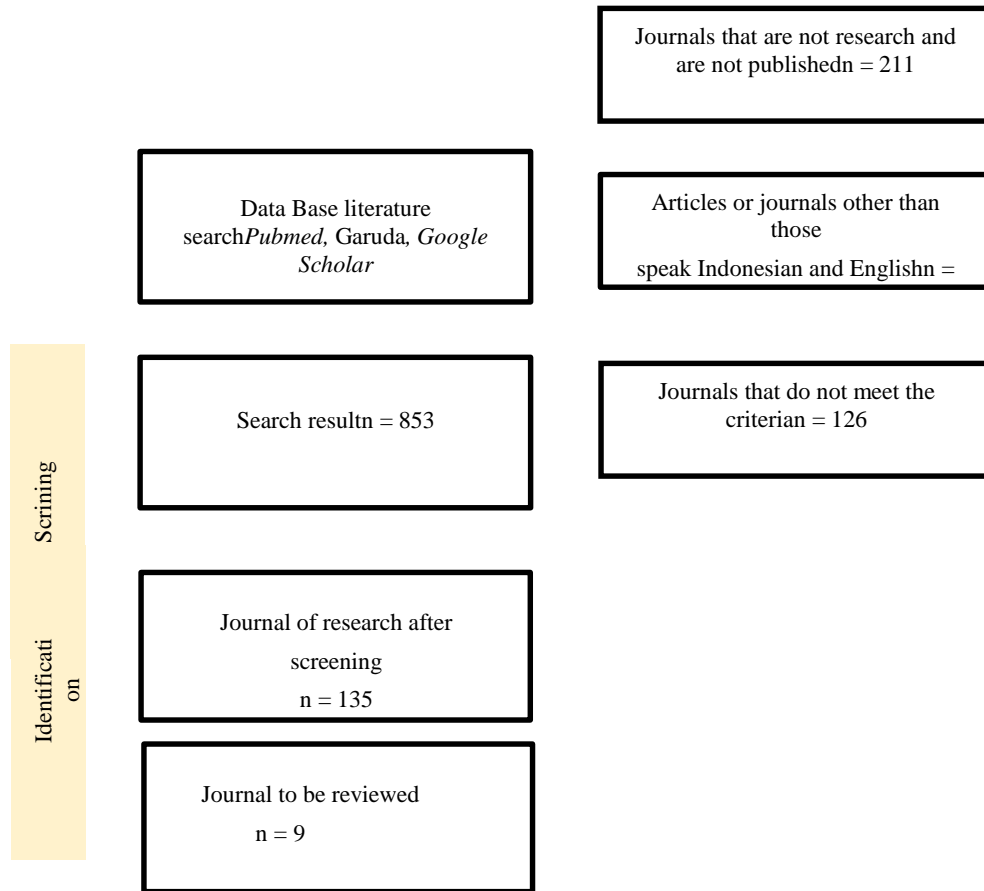 Journals that are not research and
are not publishedn = 211
Data Base literature
searchPubmed, Garuda, Google
Scholar
Articles or journals other than
those
speak Indonesian and Englishn =
Search resultn = 853
Journals that do not meet the
criterian = 126
Scrining
Journal of research after
screening
n = 135
Identificati
on
Journal to be reviewed
n = 9